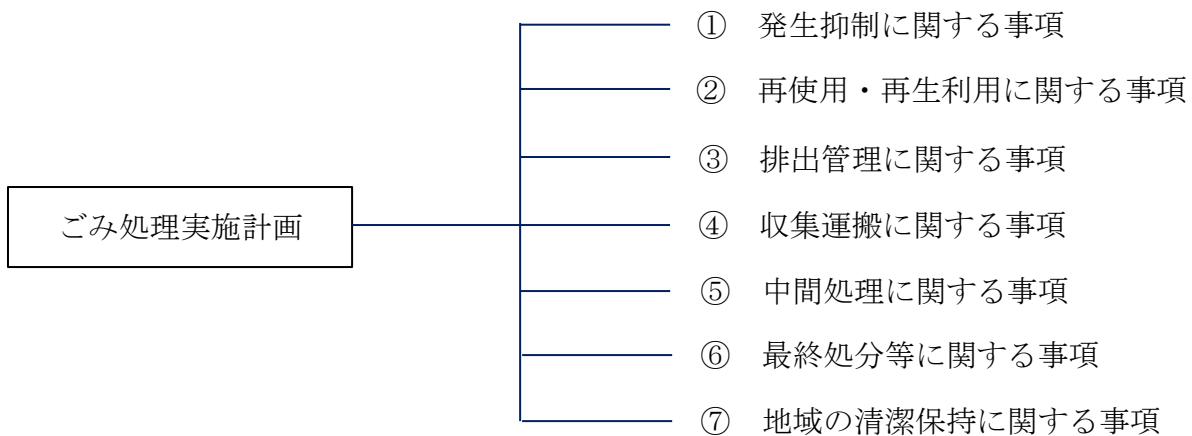 ① 発生抑制に関する事項
② 再使用・再生利用に関する事項
③ 排出管理に関する事項
ごみ処理実施計画
④ 収集運搬に関する事項
⑤ 中間処理に関する事項
⑥ 最終処分等に関する事項
⑦ 地域の清潔保持に関する事項